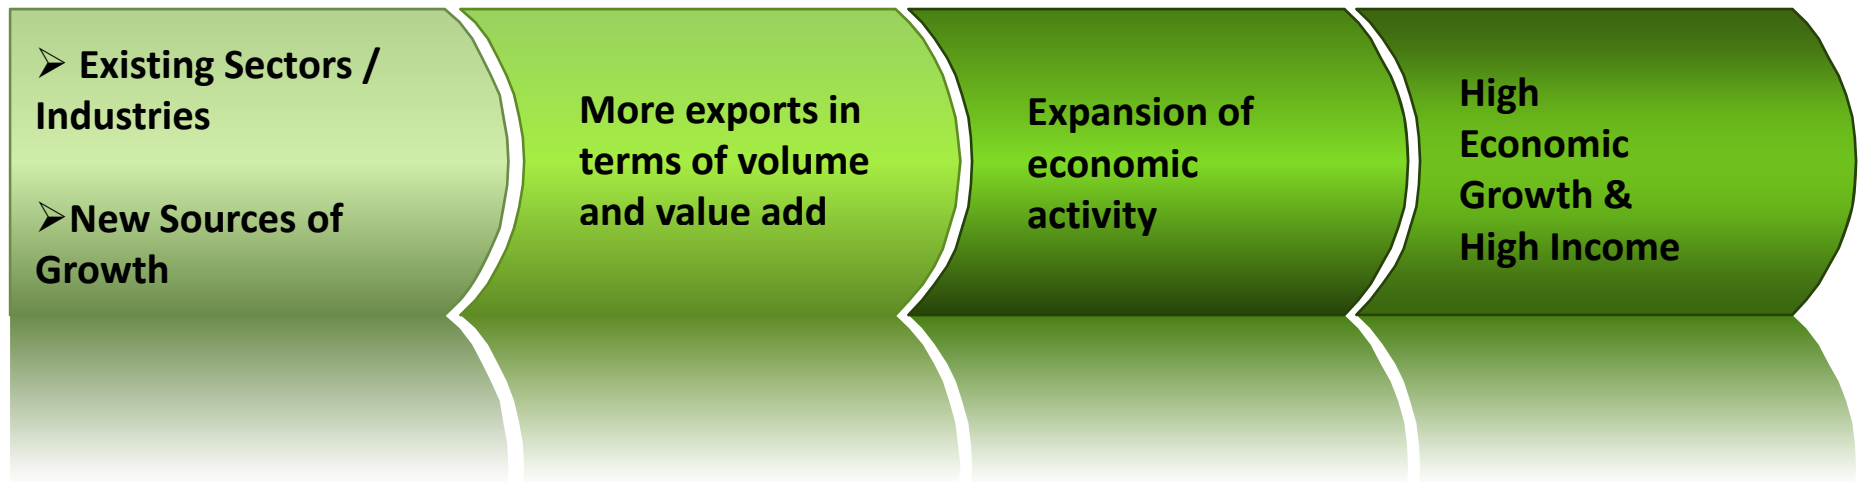 ➢ Existing Sectors /
Industries
➢New Sources of
Growth
More exports in
terms of volume
and value add
Expansion of
economic
activity
High
Economic
Growth &
High Income